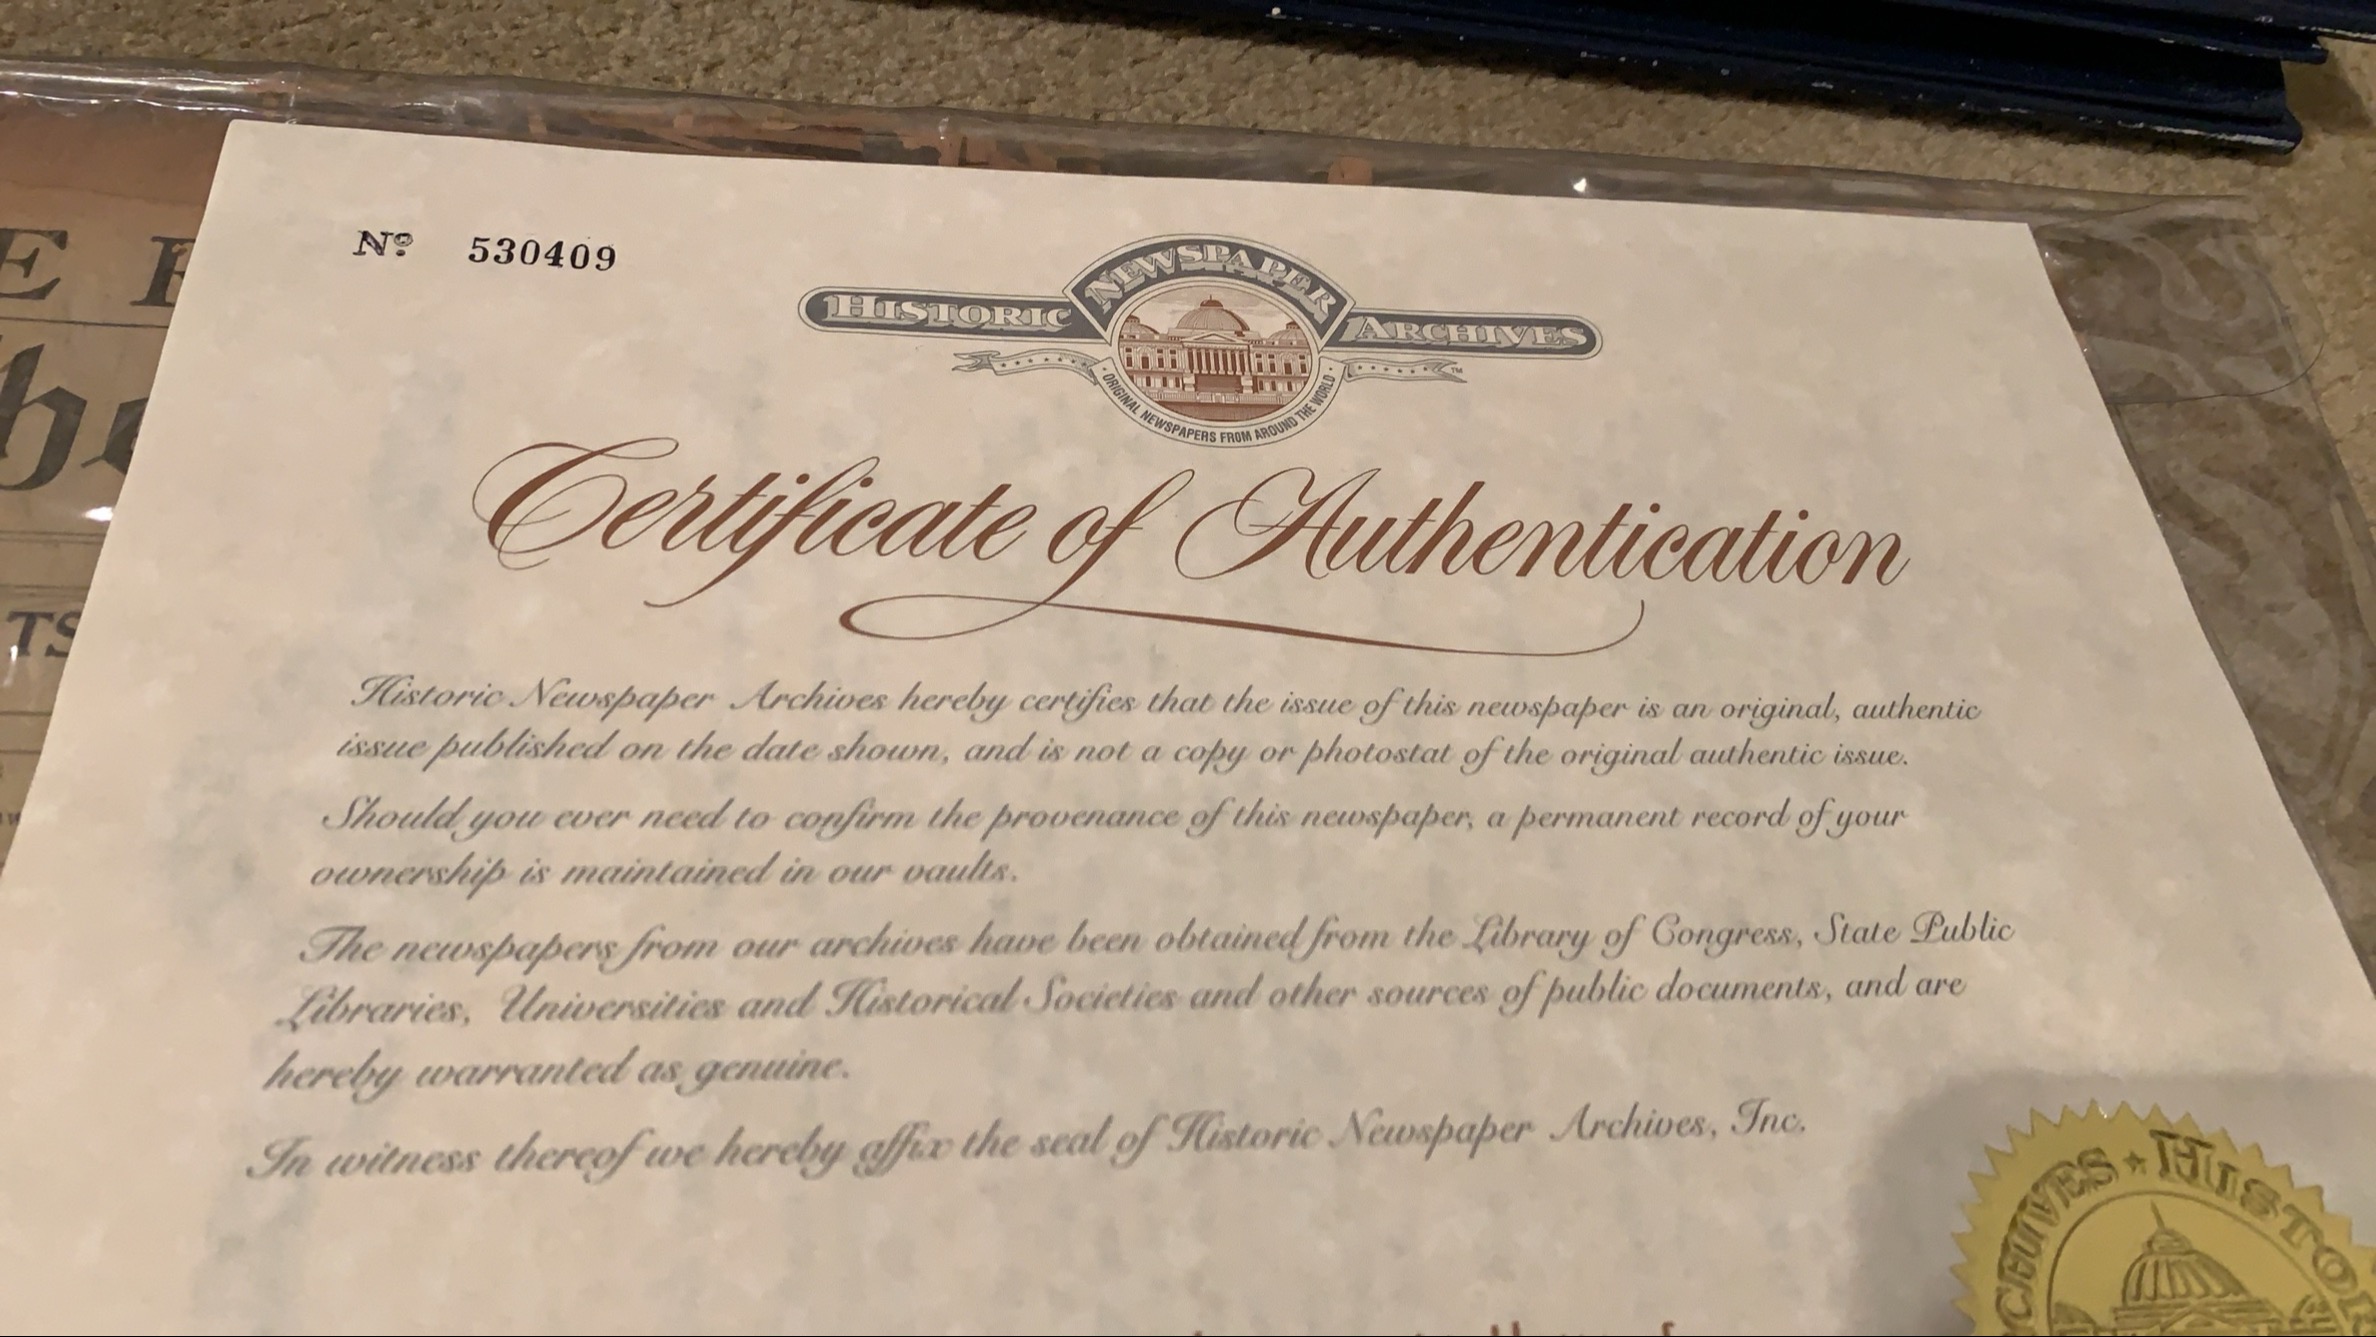 Nº 530409
HISTORIC NEWSPAPER ARCHIVES
™
· ORIGINAL NEWSPAPERS FROM AROUND THE WORLD ·
Certificate of Authentication
Historic Newspaper Archives hereby certifies that the issue of this newspaper is an original, authentic
issue published on the date shown, and is not a copy or photostat of the original authentic issue.
Should you ever need to confirm the provenance of this newspaper, a permanent record of your
ownership is maintained in our vaults.
The newspapers from our archives have been obtained from the Library of Congress, State Public
Libraries, Universities and Historical Societies and other sources of public documents, and are
hereby warranted as genuine.
In witness thereof we hereby affix the seal of Historic Newspaper Archives, Inc.